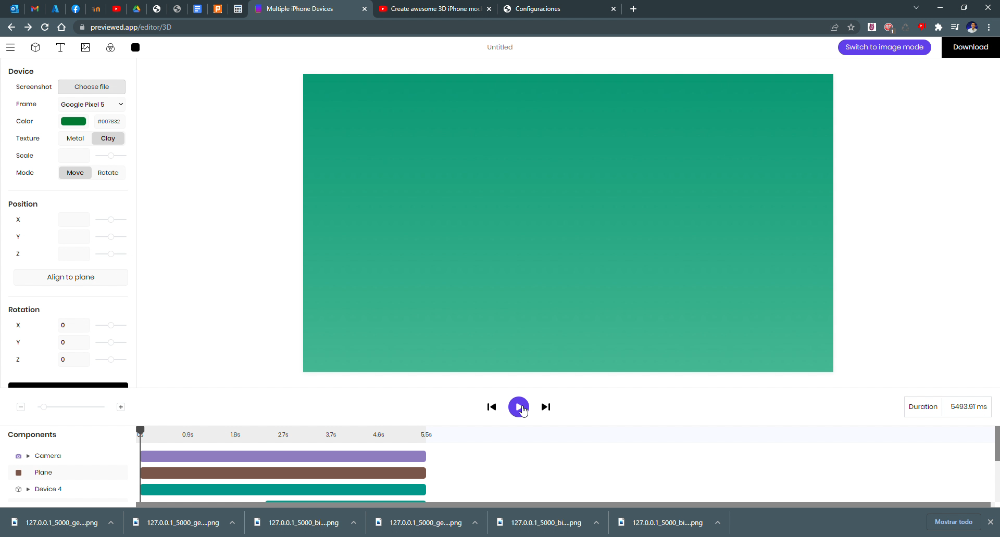 Multiple iPhone Devices
Create awesome 3D iPhone moc
Configuraciones
previewed.app/editor/3D
1
Untitled
Switch to image mode
Download
Device
Screenshot
Choose file
Frame
Google Pixel 5
Color
#007832
Texture
Metal
Clay
Scale
Mode
Move
Rotate
Position
X
Y
Z
Align to plane
Rotation
X
0
Y
0
Z
0
Duration
5493.91 ms
Components
0s
0.9s
1.8s
2.7s
3.7s
4.6s
5.5s
Camera
Plane
Device 4
127.0.0.1_5000_ge....png
127.0.0.1_5000_ge....png
127.0.0.1_5000_bi....png
127.0.0.1_5000_ge....png
127.0.0.1_5000_bi....png
127.0.0.1_5000_bi....png
Mostrar todo